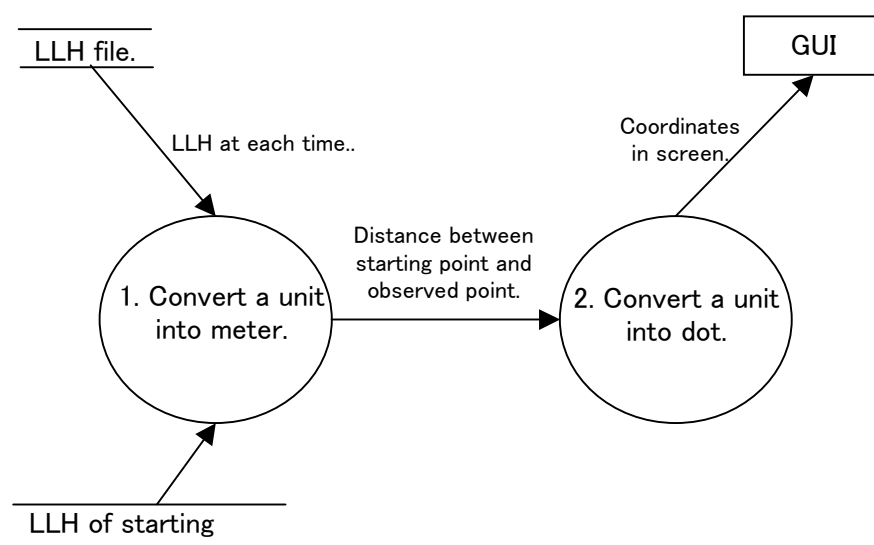 LLH file.
GUI
LLH at each time..
Coordinates
in screen.
Distance between
starting point and
observed point.
1. Convert a unit
into meter.
2. Convert a unit
into dot.
LLH of starting